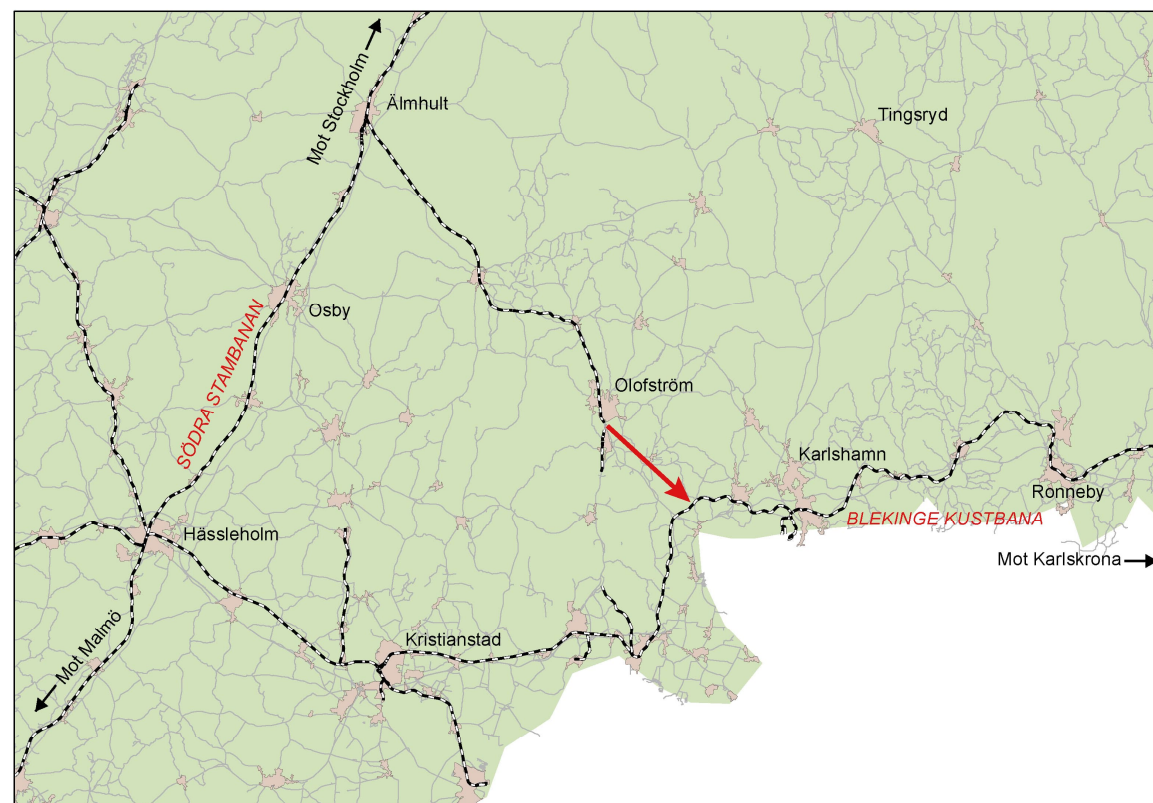 Mot Stockholm
Älmhult
Tingsryd
SÖDRA STAMBANAN
Osby
Olofström
Karlshamn
Ronneby
BLEKINGE KUSTBANA
Hässleholm
Mot Karlskrona
Kristianstad
Mot Malmö